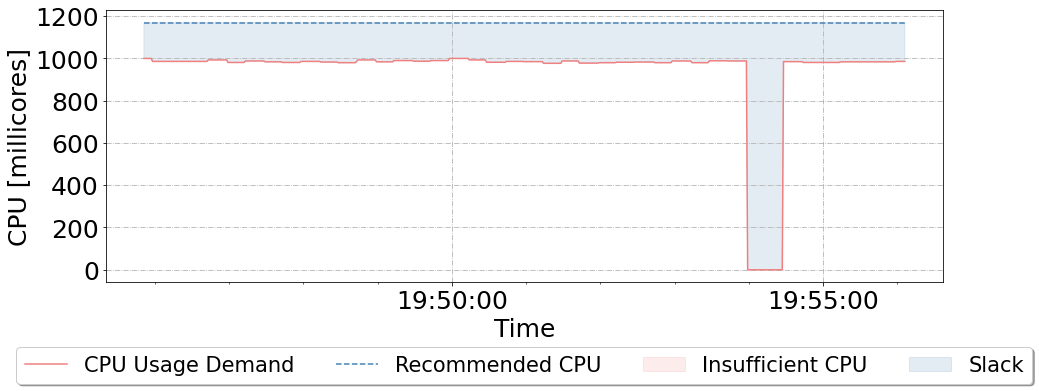 CPU [millicores]
1200
1000
800
600
400
200
0
19:50:00 19:55:00
Time
CPU Usage Demand Recommended CPU Insufficient CPU Slack